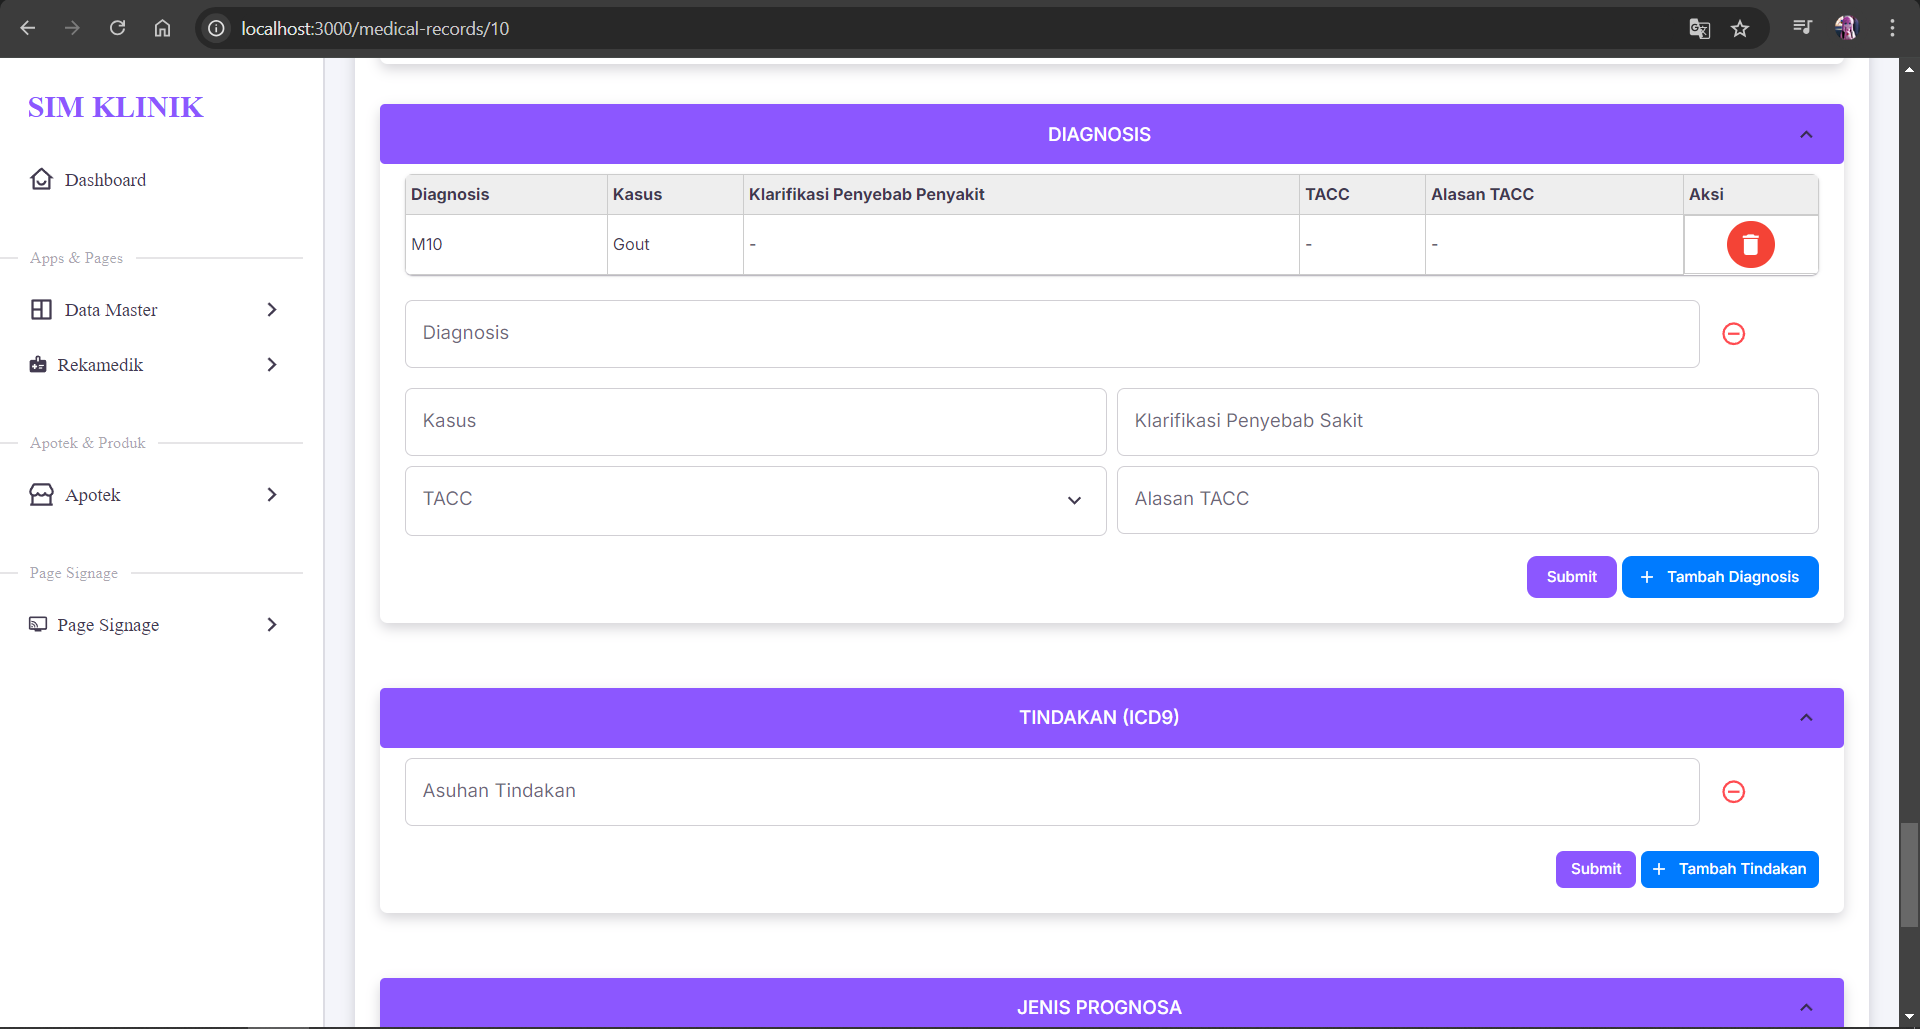 localhost:3000/medical-records/10
SIM KLINIK
Dashboard
Apps & Pages
Data Master
Rekamedik
Apotek & Produk
Apotek
Page Signage
Page Signage
DIAGNOSIS
Diagnosis Kasus Klarifikasi Penyebab Penyakit TACC Alasan TACC Aksi
M10 Gout - - -
Diagnosis
Kasus Klarifikasi Penyebab Sakit
TACC Alasan TACC
Submit + Tambah Diagnosis
TINDAKAN (ICD9)
Asuhan Tindakan
Submit + Tambah Tindakan
JENIS PROGNOSA